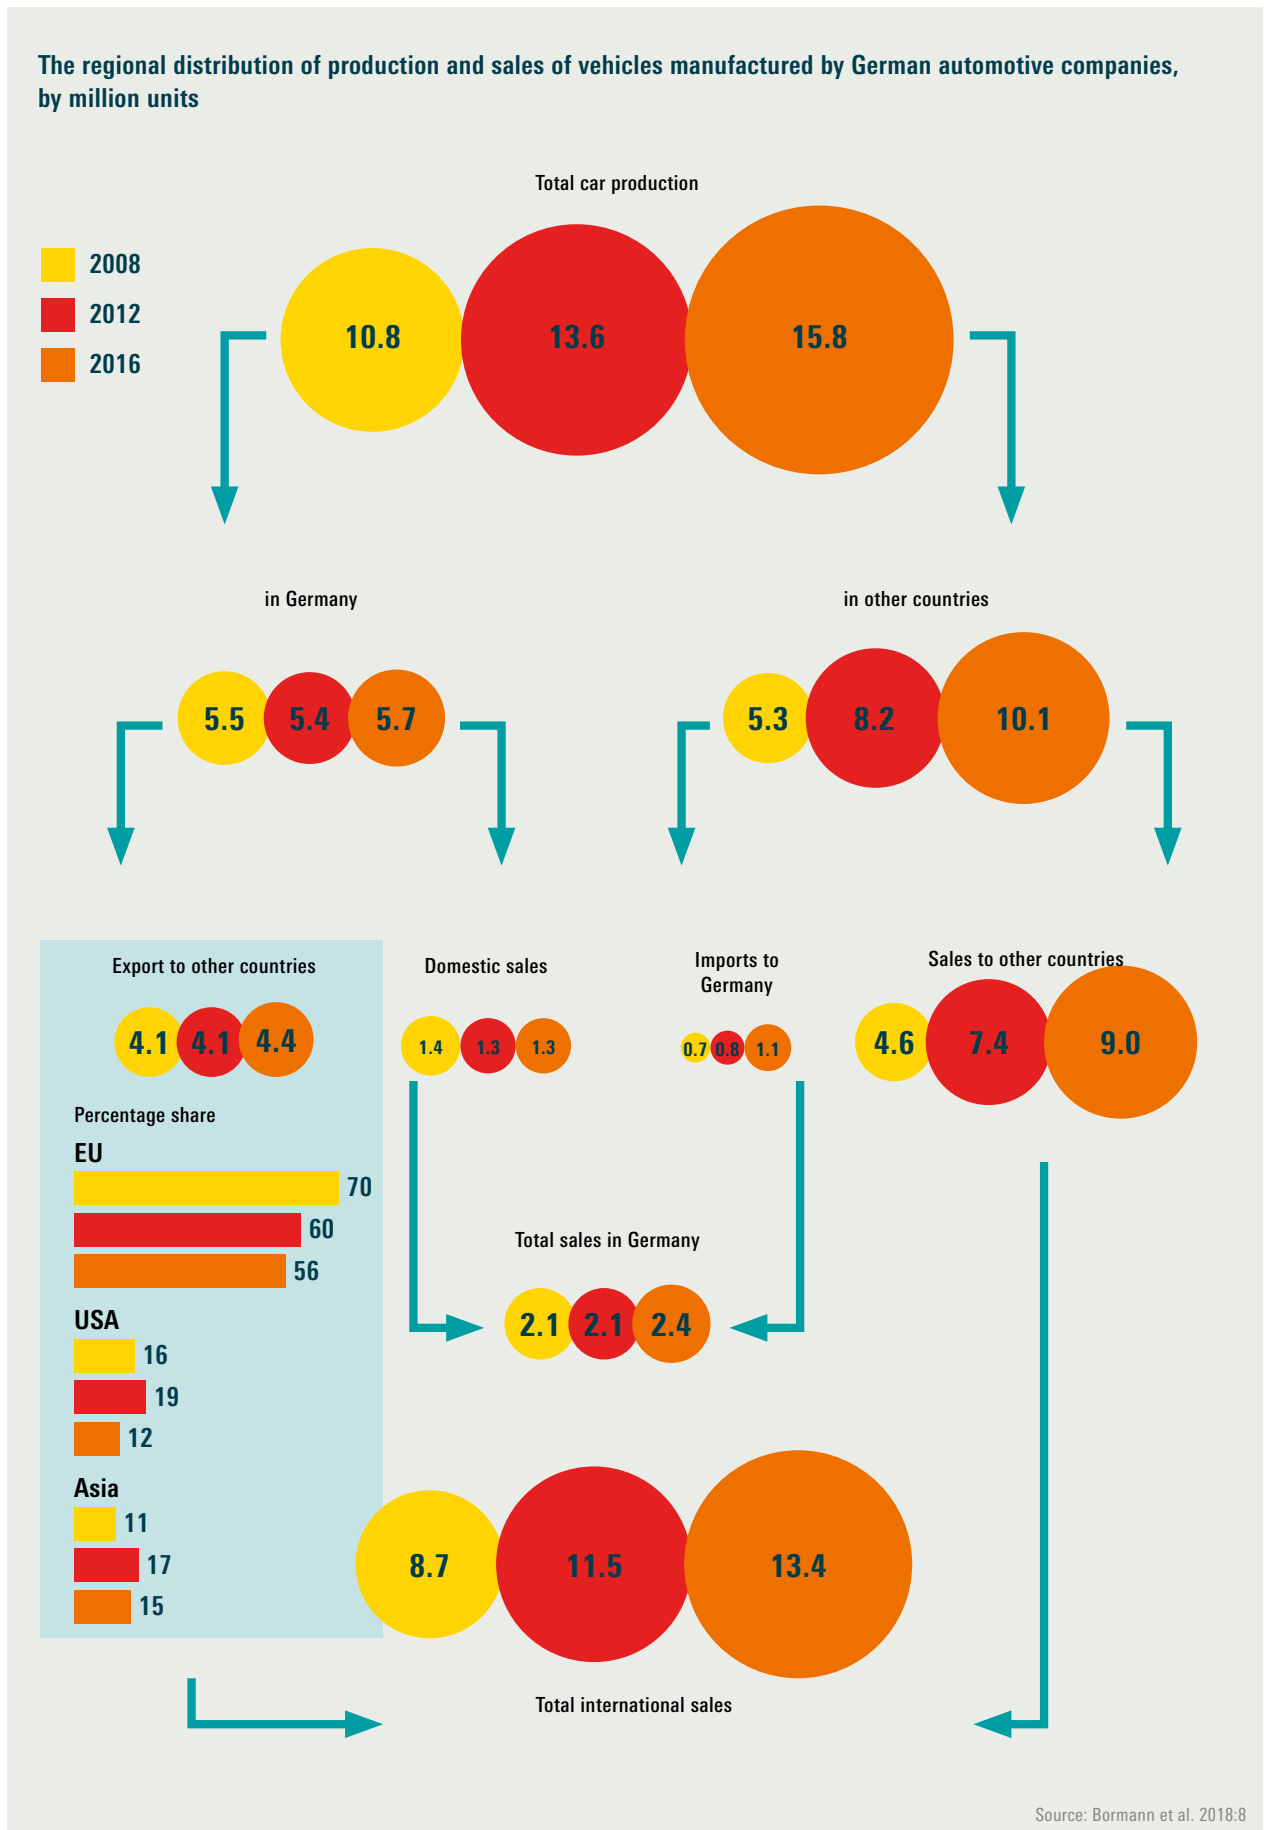 The regional distribution of production and sales of vehicles manufactured by German automotive companies,
by million units
Total car production
2008
2012
2016
10.8
13.6
15.8
in Germany
in other countries
5.5
5.4
5.7
5.3
8.2
10.1
Export to other countries
4.1
4.1
4.4
Domestic sales
1.4
1.3
1.3
Imports to
Germany
0.7
0.8
1.1
Sales to other countries
4.6
7.4
9.0
Percentage share
EU
70
60
56
USA
16
19
12
Asia
11
17
15
Total sales in Germany
2.1
2.1
2.4
8.7
11.5
13.4
Total international sales
Source: Bormann et al. 2018:8